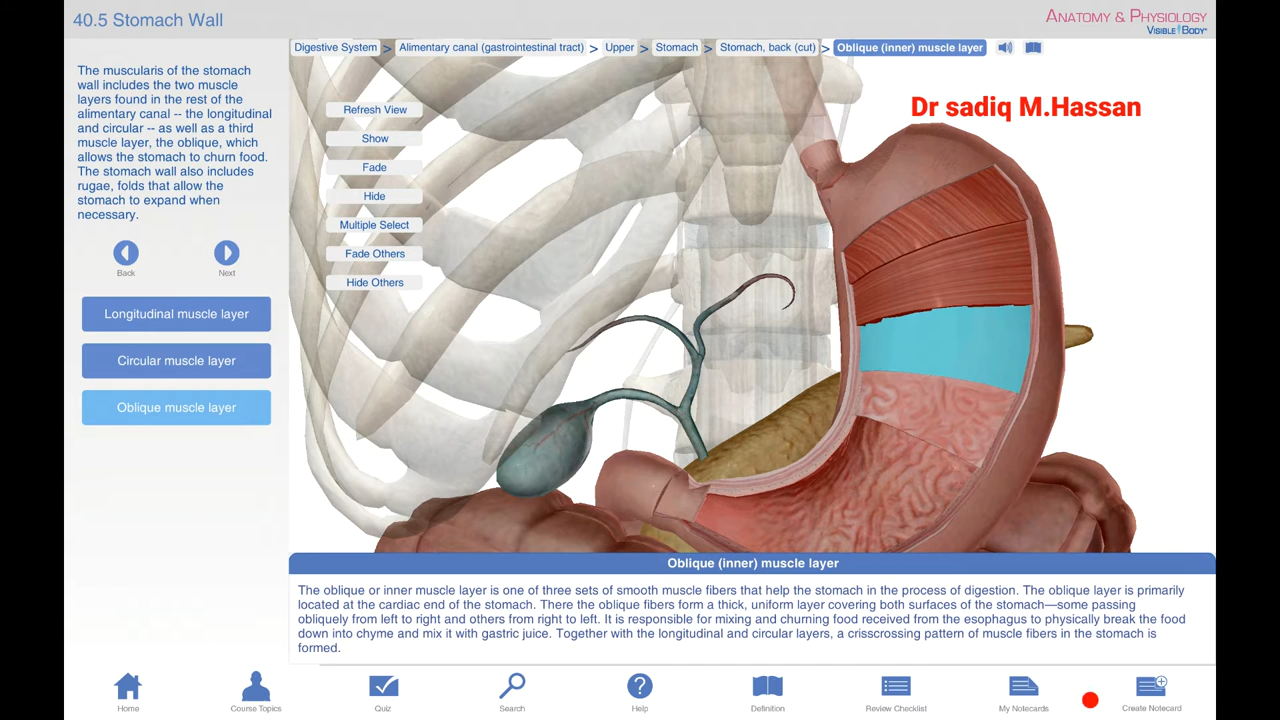 40.5 Stomach Wall
ANATOMY & PHYSIOLOGY
VISIBLE BODY
Digestive System > Alimentary canal (gastrointestinal tract) > Upper > Stomach > Stomach, back (cut) > Oblique (inner) muscle layer
The muscularis of the stomach
wall includes the two muscle
layers found in the rest of the
alimentary canal -- the longitudinal
and circular -- as well as a third
muscle layer, the oblique, which
allows the stomach to churn food.
The stomach wall also includes
rugae, folds that allow the
stomach to expand when
necessary.
Back
Next
Longitudinal muscle layer
Circular muscle layer
Oblique muscle layer
Refresh View
Show
Fade
Hide
Multiple Select
Fade Others
Hide Others
Dr sadiq M.Hassan
Oblique (inner) muscle layer
The oblique or inner muscle layer is one of three sets of smooth muscle fibers that help the stomach in the process of digestion. The oblique layer is primarily
located at the cardiac end of the stomach. There the oblique fibers form a thick, uniform layer covering both surfaces of the stomach—some passing
obliquely from left to right and others from right to left. It is responsible for mixing and churning food received from the esophagus to physically break the food
down into chyme and mix it with gastric juice. Together with the longitudinal and circular layers, a crisscrossing pattern of muscle fibers in the stomach is
formed.
Home
Course Topics
Quiz
Search
Help
Definition
Review Checklist
My Notecards
Create Notecard